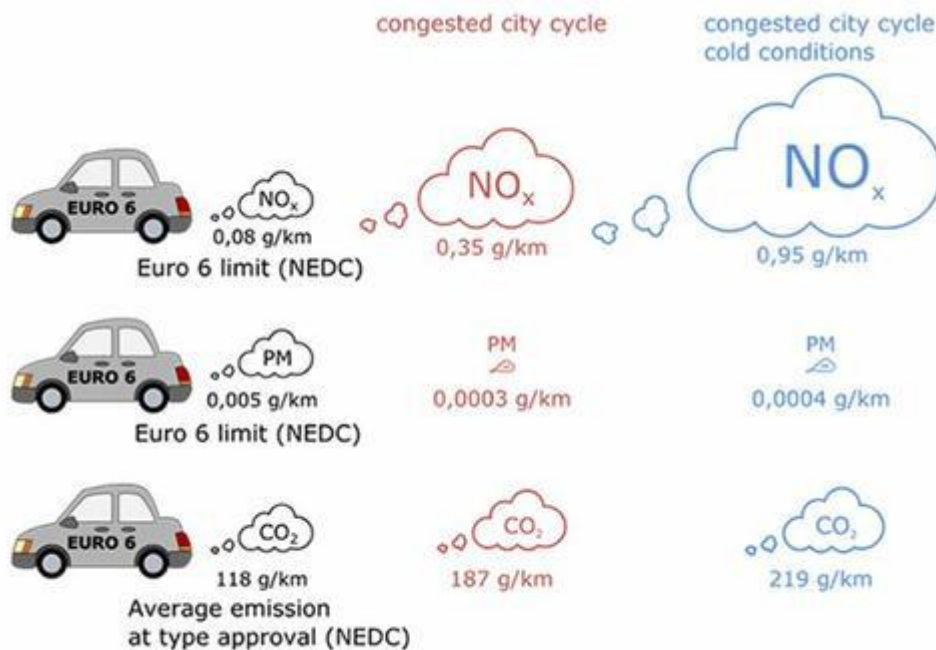 congested city cycle
congested city cycle
cold conditions
EURO 6
NOₓ
0,08 g/km
Euro 6 limit (NEDC)
NOₓ
0,35 g/km
NOₓ
0,95 g/km
EURO 6
PM
0,005 g/km
Euro 6 limit (NEDC)
PM
0,0003 g/km
PM
0,0004 g/km
EURO 6
CO₂
118 g/km
Average emission
at type approval (NEDC)
CO₂
187 g/km
CO₂
219 g/km